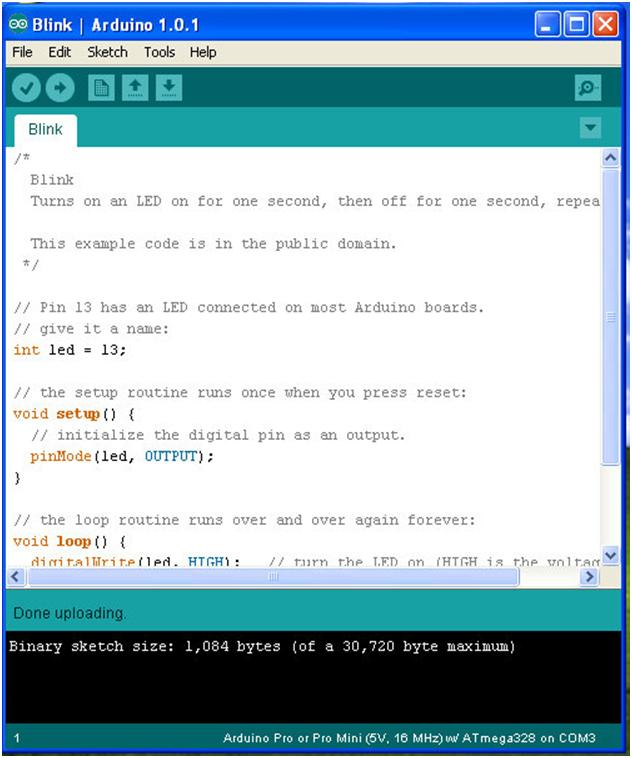 Blink | Arduino 1.0.1
File Edit Sketch Tools Help
Blink
/*
Blink
Turns on an LED on for one second, then off for one second, repea
This example code is in the public domain.
*/
// Pin 13 has an LED connected on most Arduino boards.
// give it a name:
int led = 13;
// the setup routine runs once when you press reset:
void setup() {
// initialize the digital pin as an output.
pinMode(led, OUTPUT);
}
// the loop routine runs over and over again forever:
void loop() {
digitalWrite(led, HIGH);   // turn the LED on (HIGH is the voltag
Done uploading.
Binary sketch size: 1,084 bytes (of a 30,720 byte maximum)
1 Arduino Pro or Pro Mini (5V, 16 MHz) w/ ATmega328 on COM3